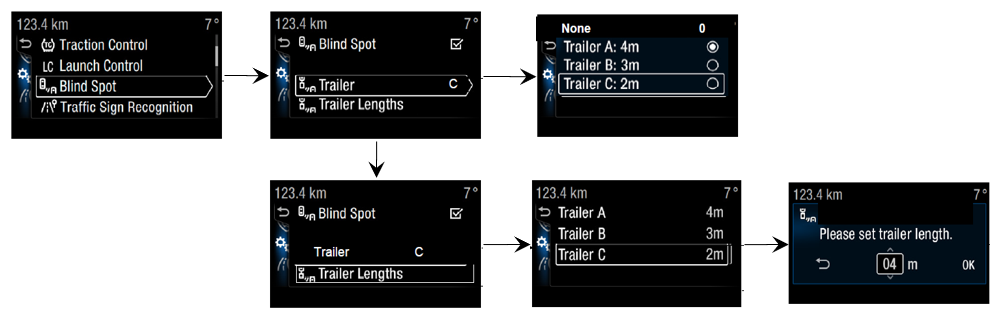 123.4 km 7°
TC Traction Control
LC Launch Control
Blind Spot
Traffic Sign Recognition
123.4 km 7°
Blind Spot
Trailer C
Trailer Lengths
None 0
Trailer A: 4m
Trailer B: 3m
Trailer C: 2m
123.4 km 7°
Blind Spot
Trailer C
Trailer Lengths
123.4 km 7°
Trailer A 4m
Trailer B 3m
Trailer C 2m
123.4 km 7°
Please set trailer length.
04 m OK